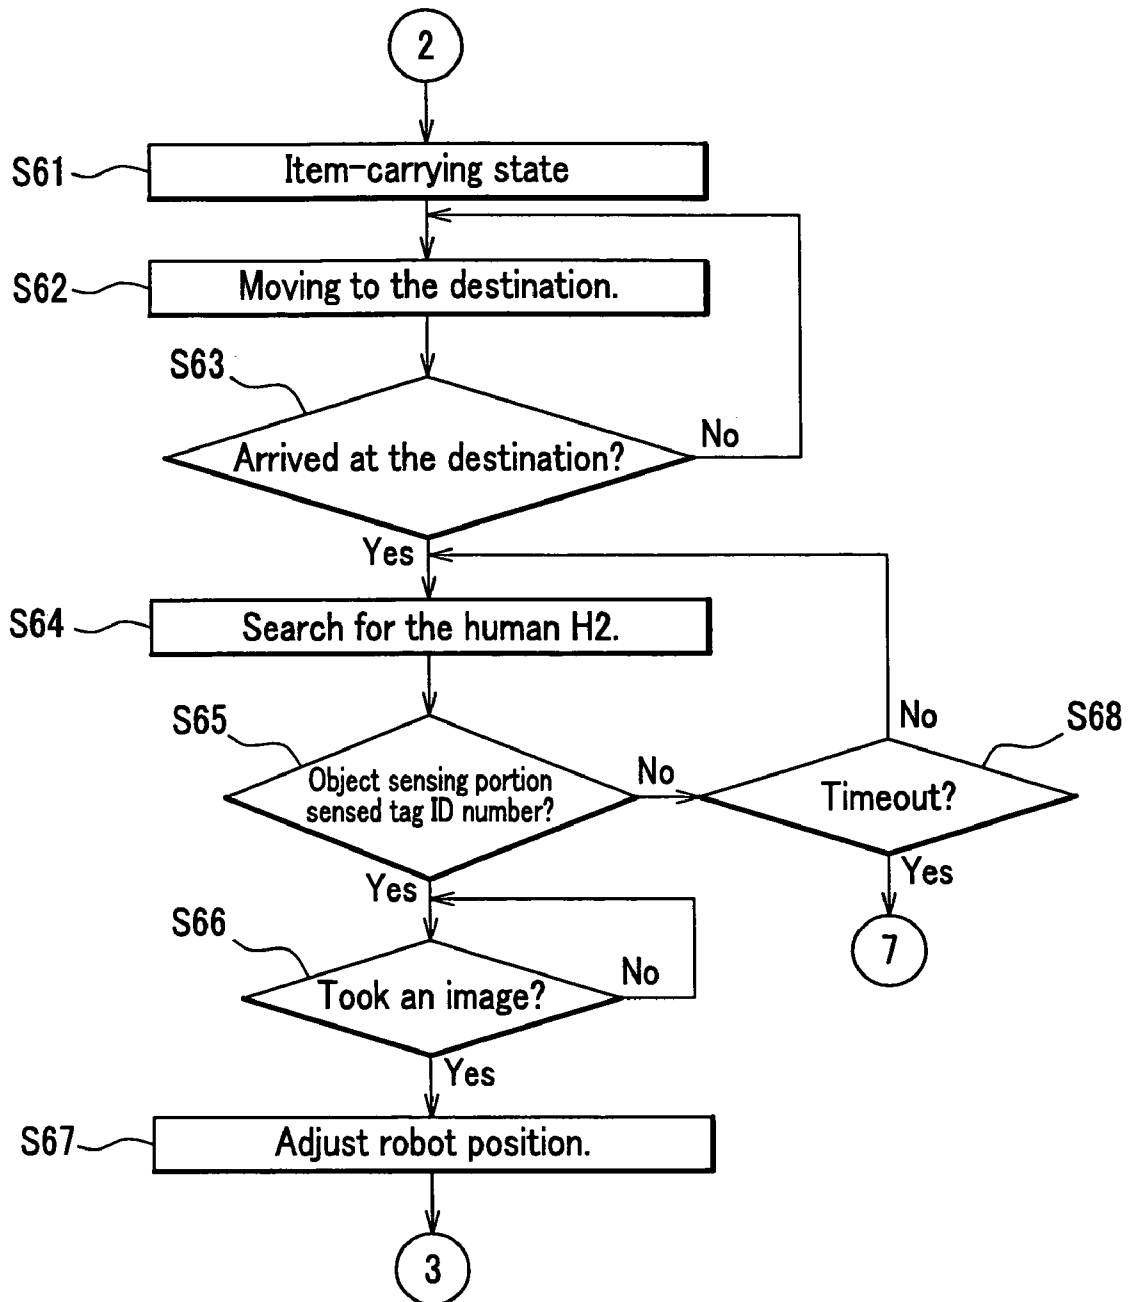 2
S61
Item-carrying state
S62
Moving to the destination.
S63
Arrived at the destination?
No
Yes
S64
Search for the human H2.
S65
Object sensing portion
sensed tag ID number?
No
No
S68
Timeout?
Yes
7
Yes
S66
Took an image?
No
Yes
S67
Adjust robot position.
3